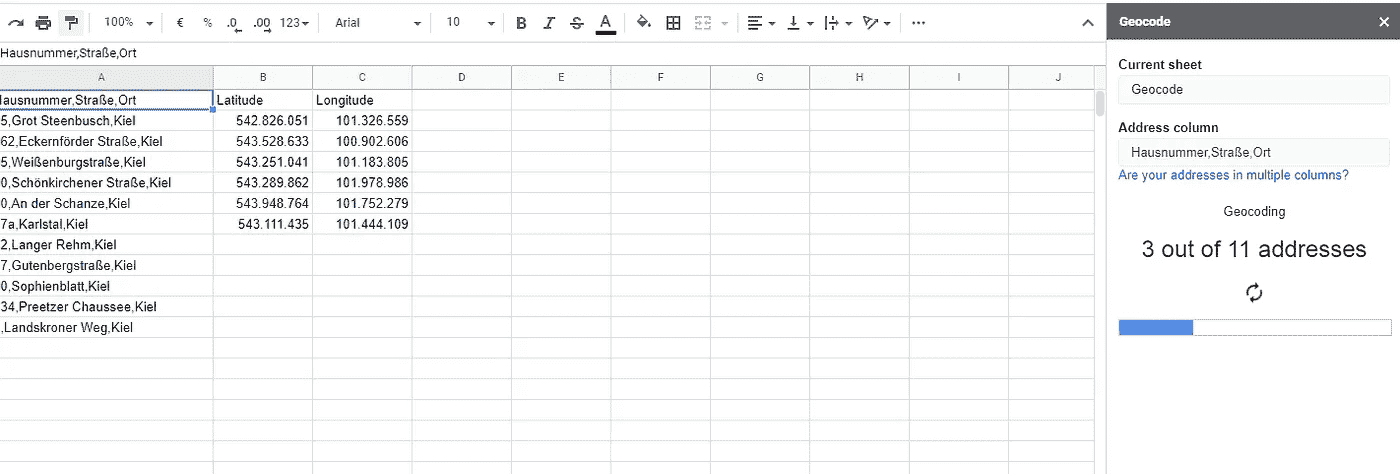 100% € % .0 .00 123 Arial 10 B I S A
Hausnummer,Straße,Ort
A B C D E F G H I J
Hausnummer,Straße,Ort Latitude Longitude
5,Grot Steenbusch,Kiel 542.826.051 101.326.559
62,Eckernförder Straße,Kiel 543.528.633 100.902.606
5,Weißenburgstraße,Kiel 543.251.041 101.183.805
0,Schönkirchener Straße,Kiel 543.289.862 101.978.986
0,An der Schanze,Kiel 543.948.764 101.752.279
7a,Karlstal,Kiel 543.111.435 101.444.109
2,Langer Rehm,Kiel
7,Gutenbergstraße,Kiel
0,Sophienblatt,Kiel
34,Preetzer Chaussee,Kiel
,Landskroner Weg,Kiel
Geocode
Current sheet
Geocode
Address column
Hausnummer,Straße,Ort
Are your addresses in multiple columns?
Geocoding
3 out of 11 addresses